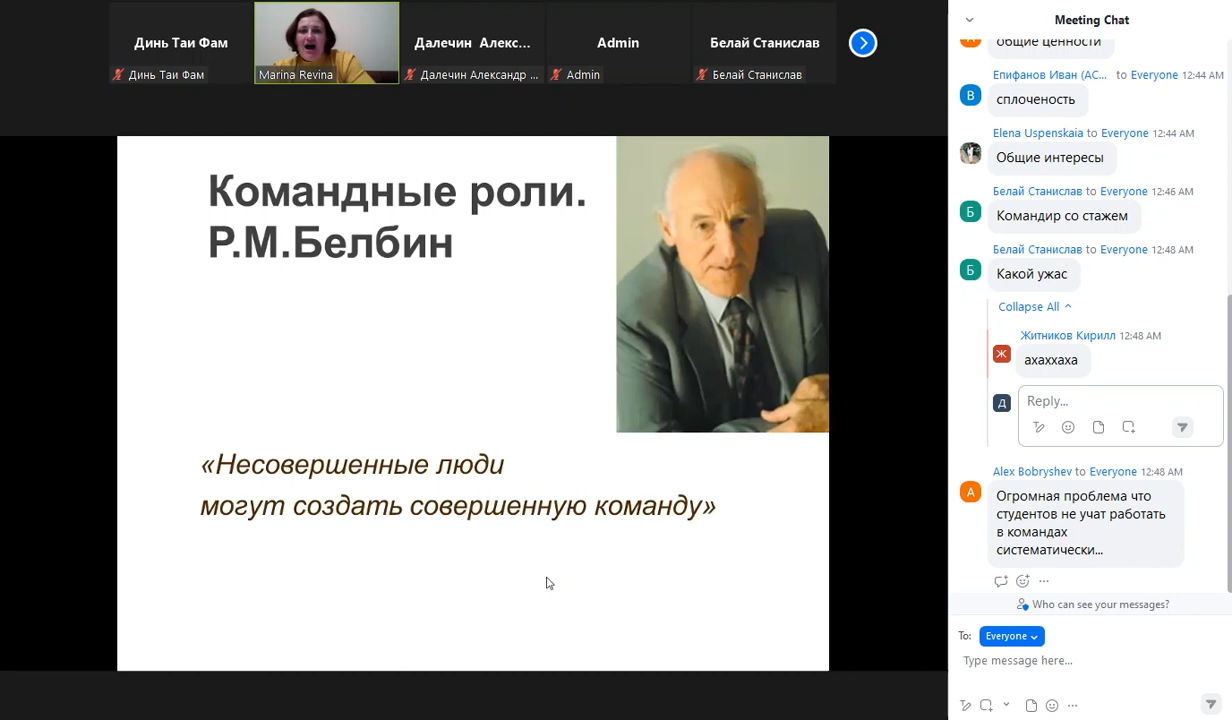 Динь Таи Фам
Динь Таи Фам
Marina Revina
Далечин Алекс...
Далечин Александр ...
Admin
Admin
Белай Станислав
Белай Станислав
Командные роли.
Р.М.Белбин
«Несовершенные люди
могут создать совершенную команду»
Meeting Chat
общие ценности
Епифанов Иван (АС... to Everyone 12:44 AM
В
сплоченость
Elena Uspenskaia to Everyone 12:44 AM
Общие интересы
Белай Станислав to Everyone 12:46 AM
Б
Командир со стажем
Белай Станислав to Everyone 12:48 AM
Б
Какой ужас
Collapse All
Житников Кирилл 12:48 AM
Ж
ахаххаха
Д
Reply...
Alex Bobryshev to Everyone 12:48 AM
A
Огромная проблема что
студентов не учат работать
в командах
систематически...
Who can see your messages?
To: Everyone
Type message here...